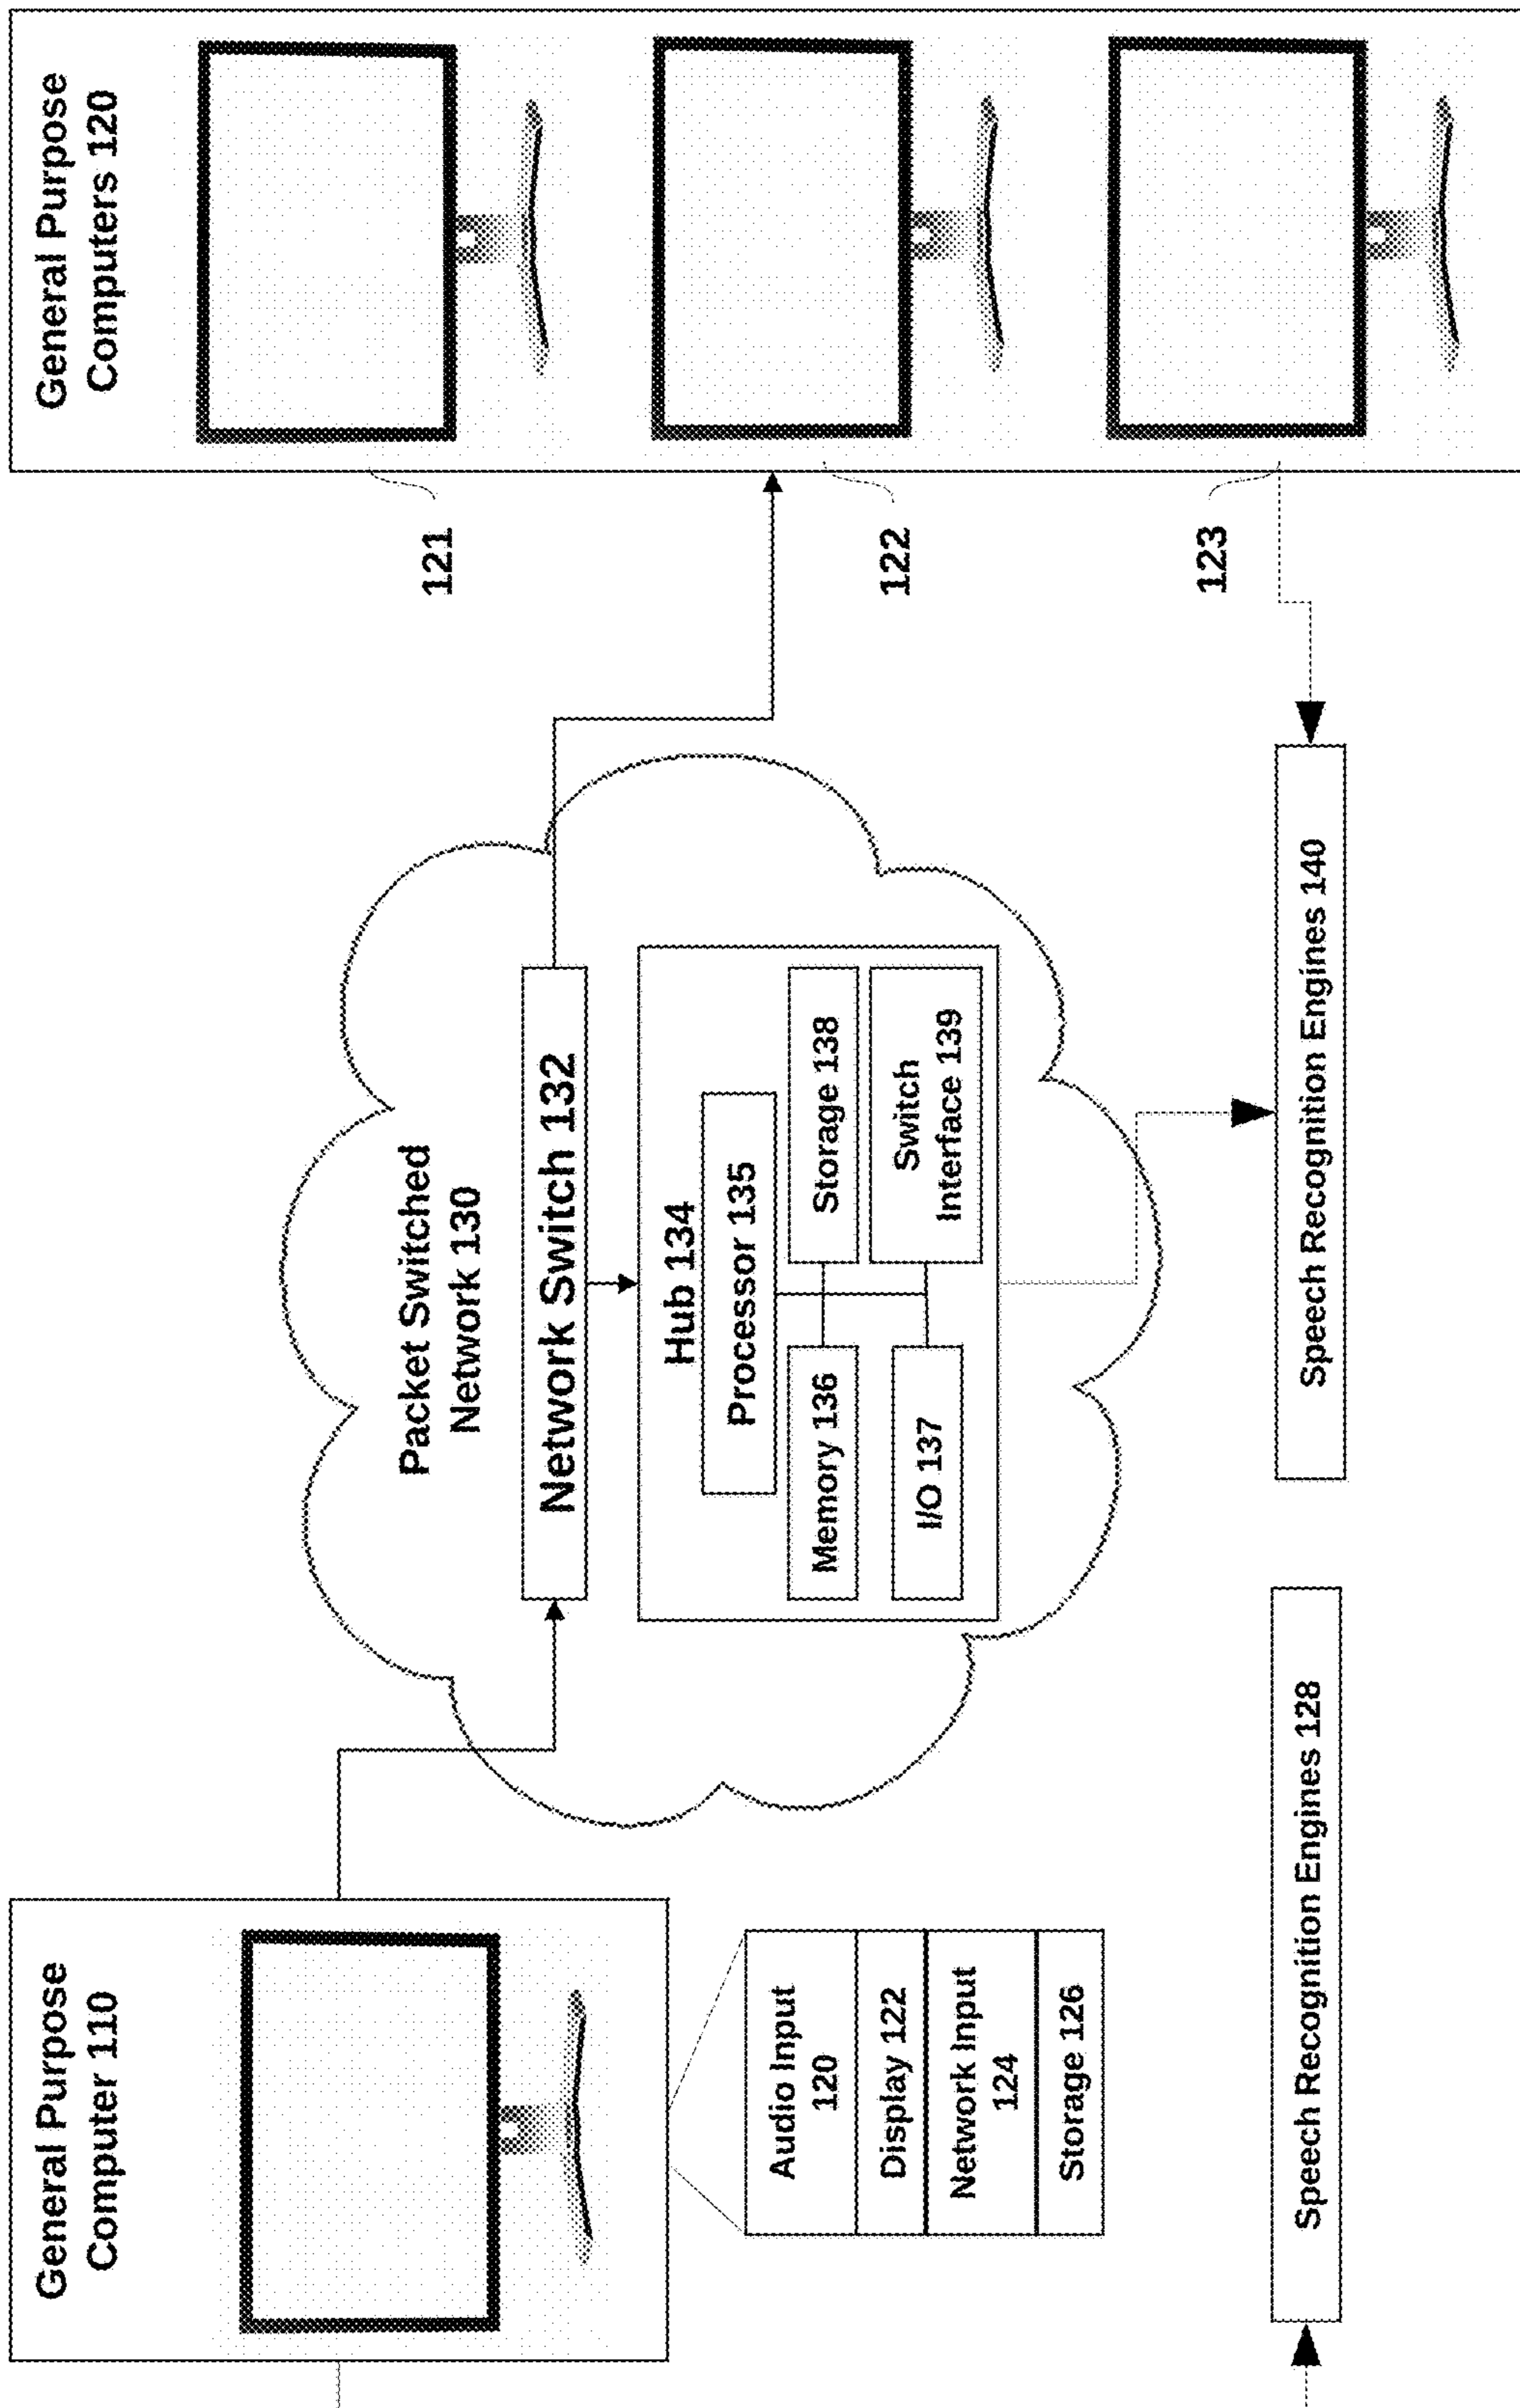 General Purpose
Computer 110
Audio Input
120
Display 122
Network Input
124
Storage 126
Speech Recognition Engines 128
Packet Switched
Network 130
Network Switch 132
Hub 134
Processor 135
Memory 136
Storage 138
I/O 137
Switch
Interface 139
Speech Recognition Engines 140
General Purpose
Computers 120
121
122
123